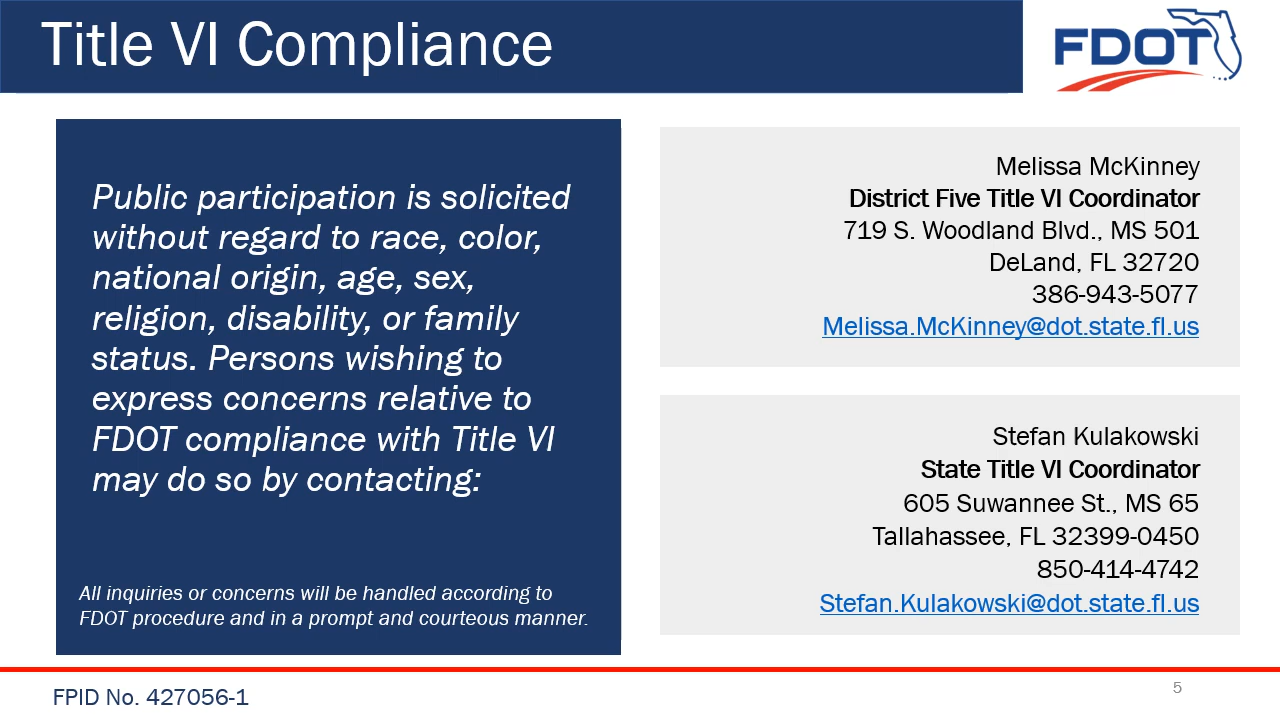 Title VI Compliance
FDOT
Public participation is solicited
without regard to race, color,
national origin, age, sex,
religion, disability, or family
status. Persons wishing to
express concerns relative to
FDOT compliance with Title VI
may do so by contacting:
All inquiries or concerns will be handled according to
FDOT procedure and in a prompt and courteous manner.
Melissa McKinney
District Five Title VI Coordinator
719 S. Woodland Blvd., MS 501
DeLand, FL 32720
386-943-5077
Melissa.McKinney@dot.state.fl.us
Stefan Kulakowski
State Title VI Coordinator
605 Suwannee St., MS 65
Tallahassee, FL 32399-0450
850-414-4742
Stefan.Kulakowski@dot.state.fl.us
FPID No. 427056-1
5